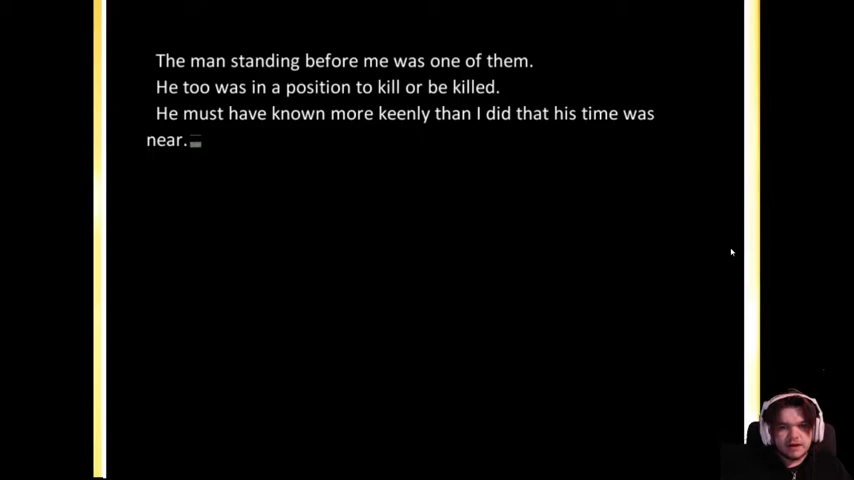 The man standing before me was one of them.
He too was in a position to kill or be killed.
He must have known more keenly than I did that his time was
near.